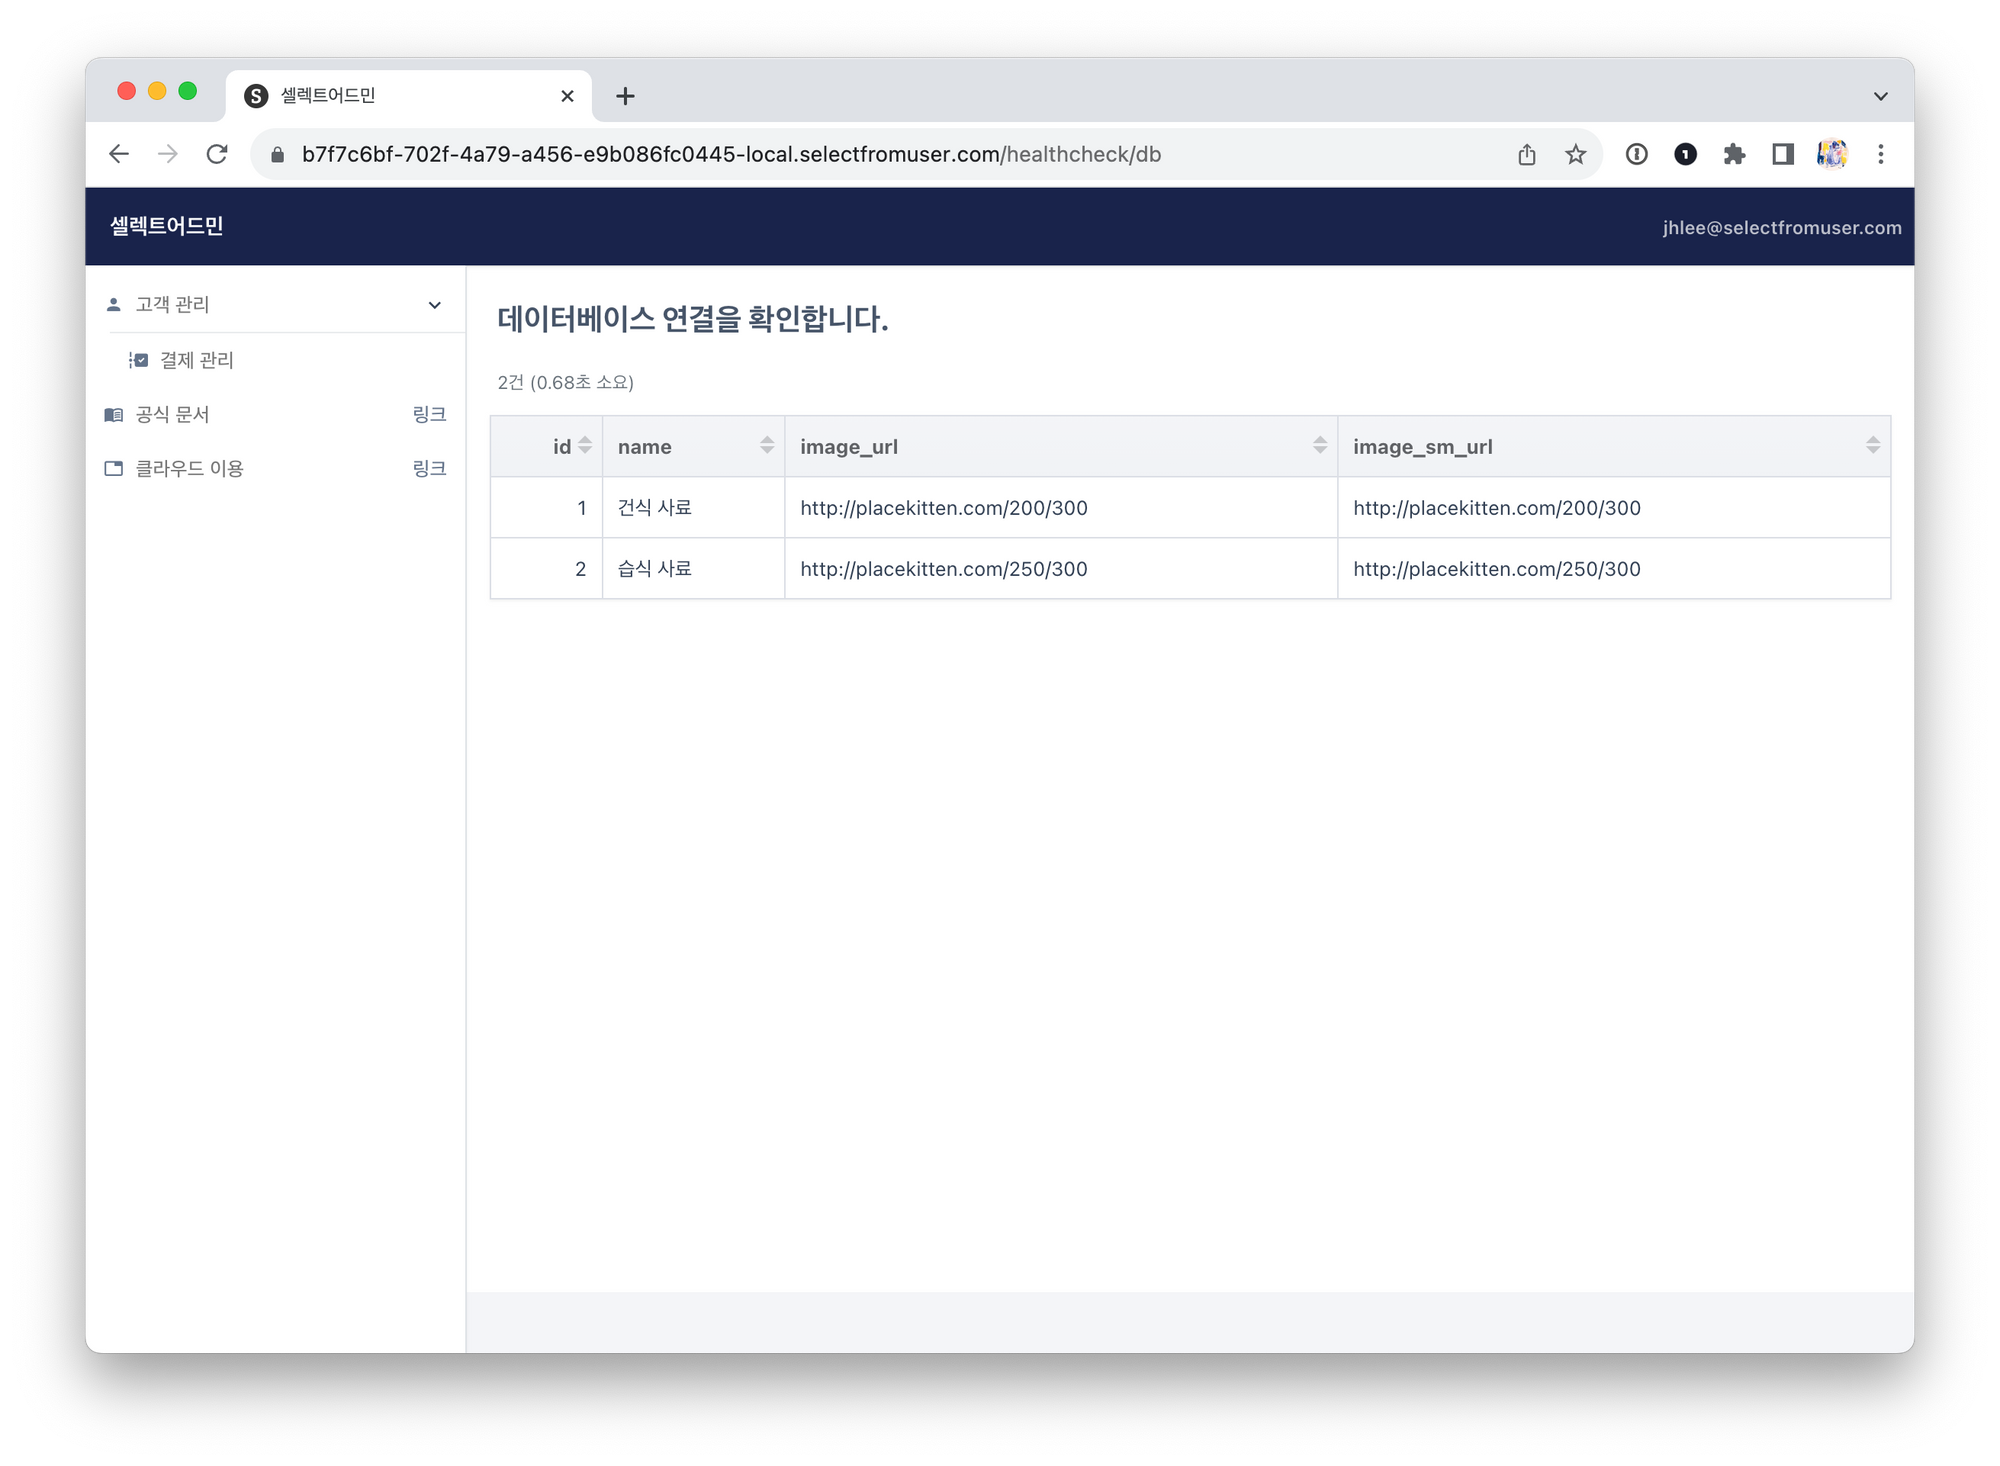 셀렉트어드민
b7f7c6bf-702f-4a79-a456-e9b086fc0445-local.selectfromuser.com/healthcheck/db
셀렉트어드민
jhlee@selectfromuser.com
고객 관리
결제 관리
공식 문서 링크
클라우드 이용 링크
데이터베이스 연결을 확인합니다.
2건 (0.68초 소요)
id name image_url image_sm_url
1 건식 사료 http://placekitten.com/200/300 http://placekitten.com/200/300
2 습식 사료 http://placekitten.com/250/300 http://placekitten.com/250/300